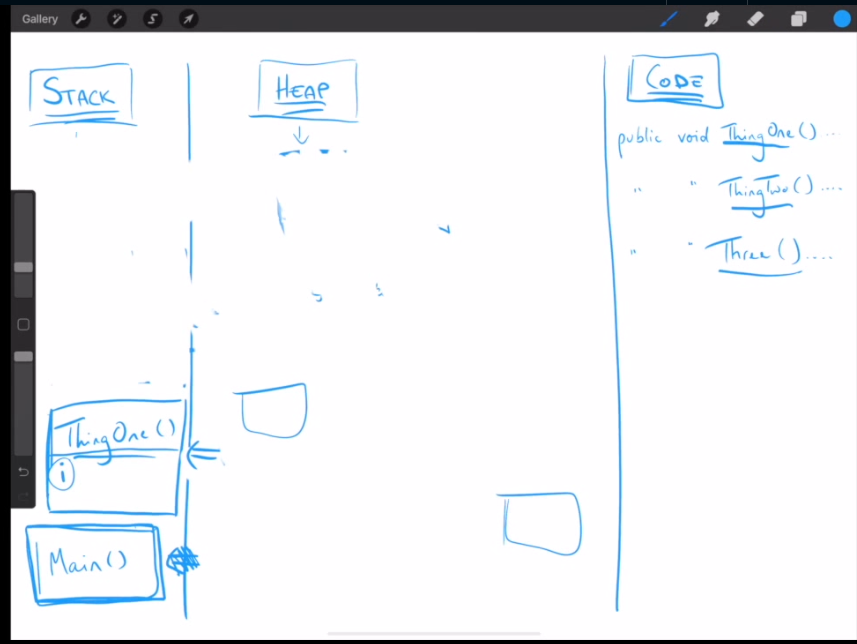 Gallery
STACK
HEAP
CODE
public void ThingOne()..
" " ThingTwo()....
" " Three()....
ThingOne()
i
Main()